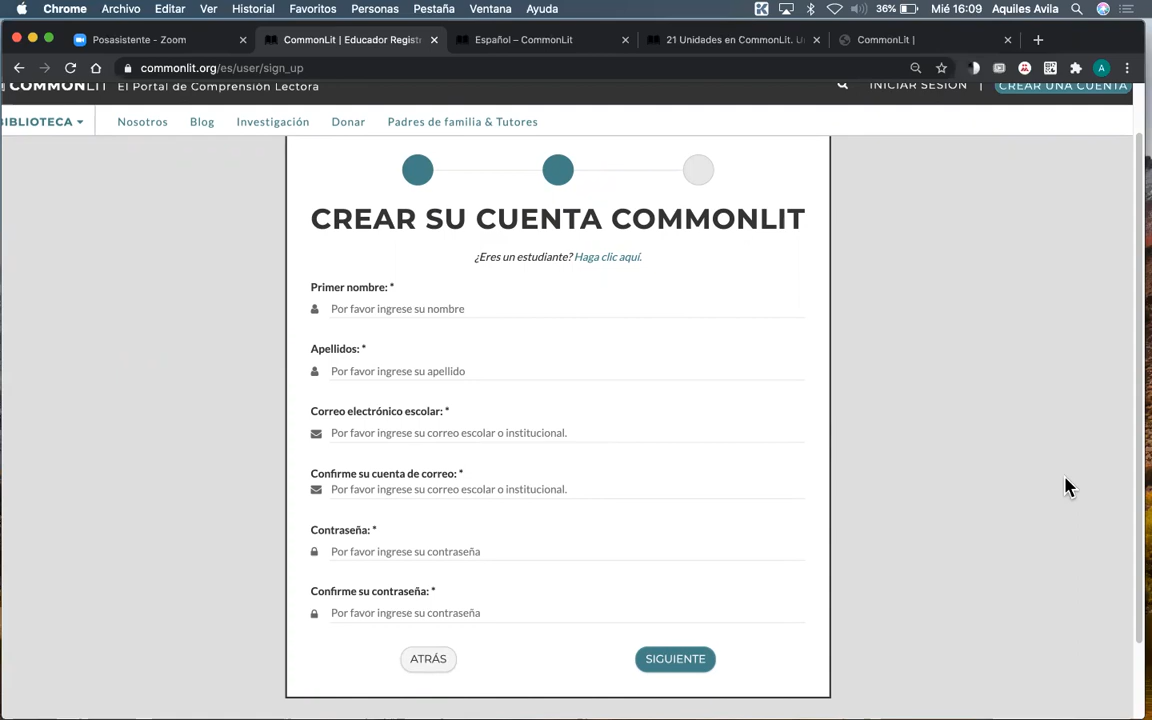 Chrome Archivo Editar Ver Historial Favoritos Personas Pestaña Ventana Ayuda 36% Mié 16:09 Aquiles Avila
Posasistente - Zoom CommonLit | Educador Regist Español – CommonLit 21 Unidades en CommonLit. U CommonLit |
commonlit.org/es/user/sign_up
COMMONLIT El Portal de Comprensión Lectora INICIAR SESIÓN | CREAR UNA CUENTA
BIBLIOTECA Nosotros Blog Investigación Donar Padres de familia & Tutores
CREAR SU CUENTA COMMONLIT
¿Eres un estudiante? Haga clic aquí.
Primer nombre: *
Por favor ingrese su nombre
Apellidos: *
Por favor ingrese su apellido
Correo electrónico escolar: *
Por favor ingrese su correo escolar o institucional.
Confirme su cuenta de correo: *
Por favor ingrese su correo escolar o institucional.
Contraseña: *
Por favor ingrese su contraseña
Confirme su contraseña: *
Por favor ingrese su contraseña
ATRÁS SIGUIENTE